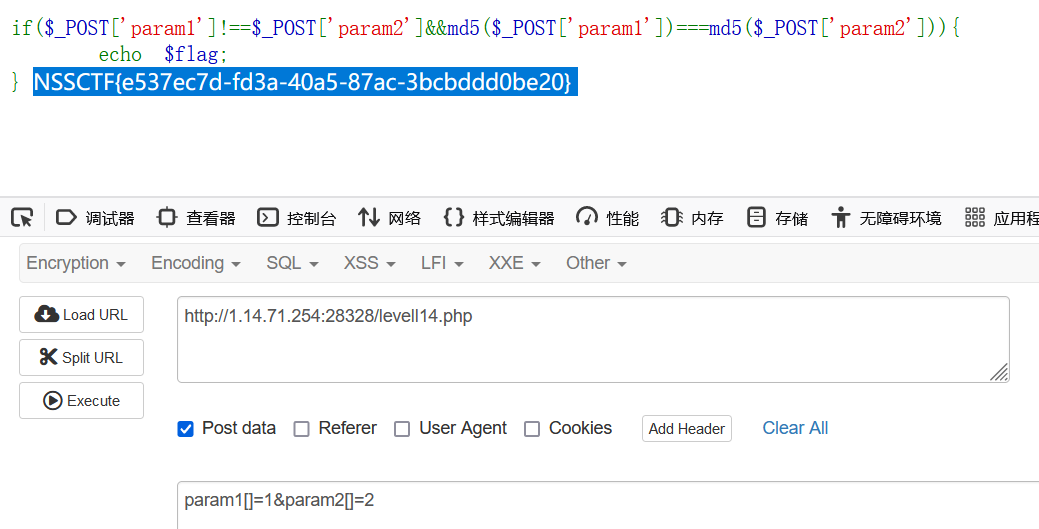 if($_POST['param1']!==$_POST['param2']&&md5($_POST['param1'])===md5($_POST['param2'])){
echo $flag;
} NSSCTF{e537ec7d-fd3a-40a5-87ac-3bcbddd0be20}
调试器 查看器 控制台 网络 {} 样式编辑器 性能 内存 存储 无障碍环境 应用程
Encryption Encoding SQL XSS LFI XXE Other
Load URL http://1.14.71.254:28328/levell14.php
Split URL
Execute
Post data Referer User Agent Cookies Add Header Clear All
param1[]=1&param2[]=2